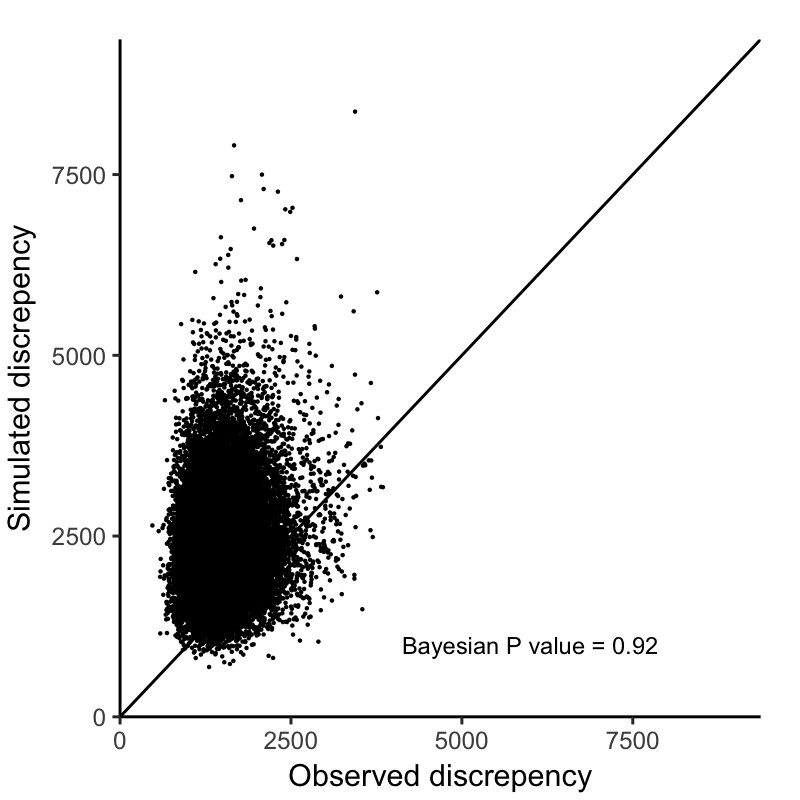 Simulated discrepency
7500
5000
2500
0
Bayesian P value = 0.92
0 2500 5000 7500
Observed discrepency